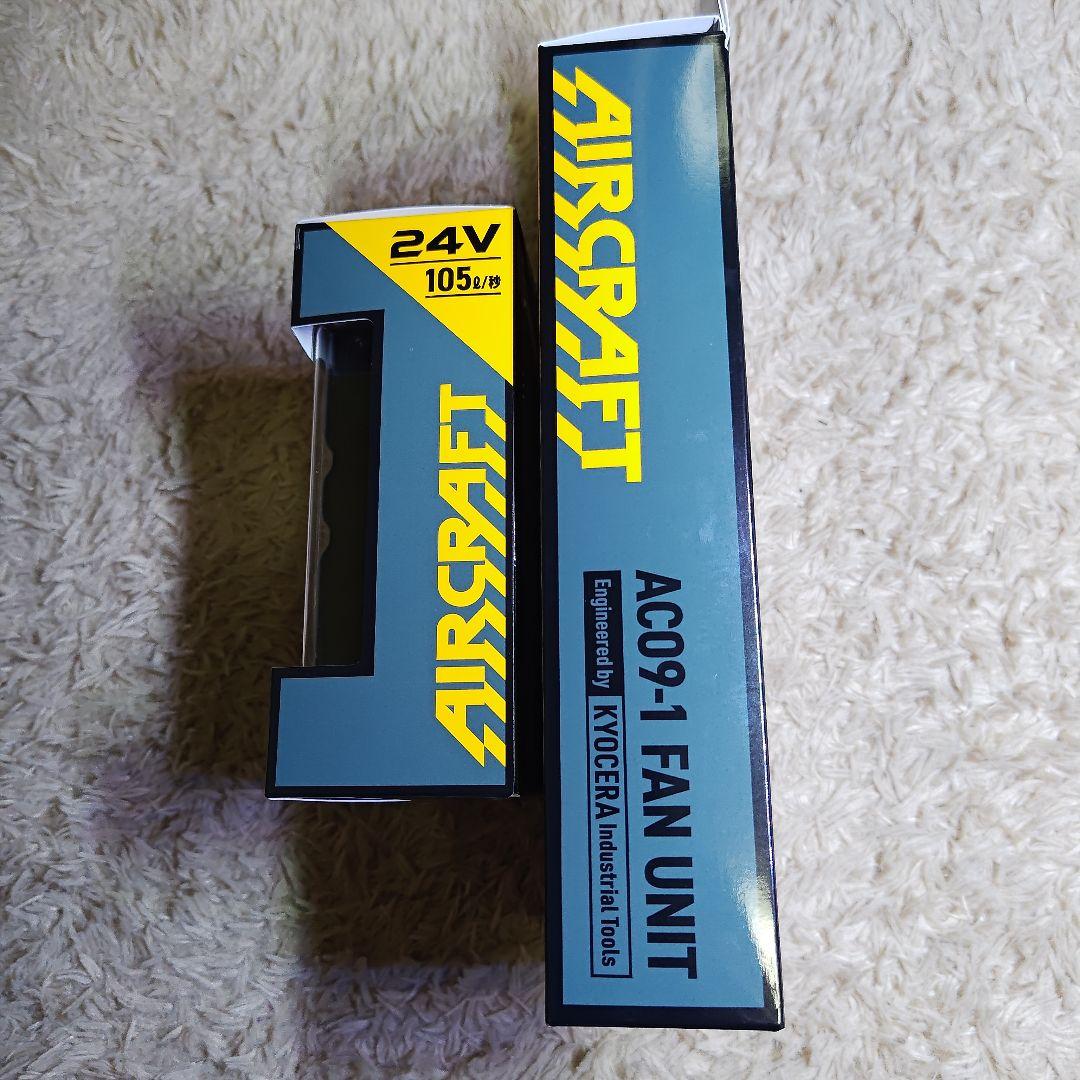 24V
105ℓ/秒
AIRCRAFT
AIRCRAFT
AC09-1 FAN UNIT
Engineered by KYOCERA Industrial Tools